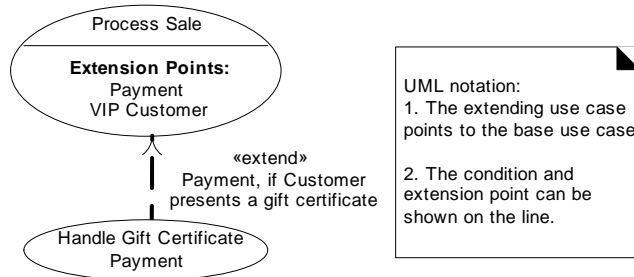 Process Sale
Extension Points:
Payment
VIP Customer
«extend»
Payment, if Customer
presents a gift certificate
Handle Gift Certificate
Payment
UML notation:
1. The extending use case
points to the base use case.
2. The condition and
extension point can be
shown on the line.